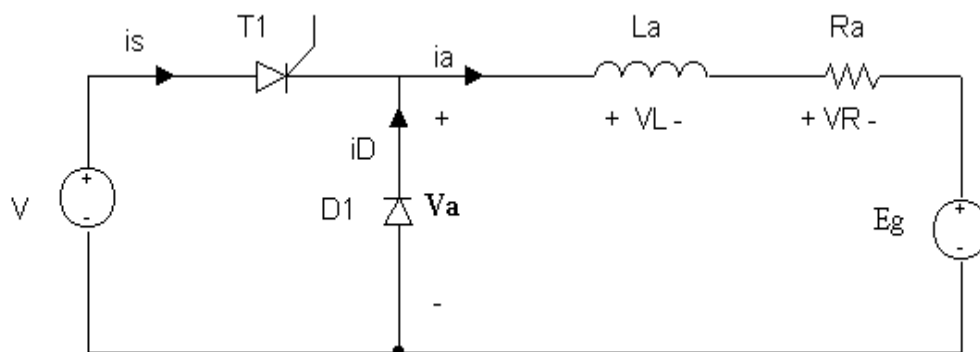 is T1 ia La Ra
+ + VL - + VR -
iD
+ - V D1 Va Eg + -
-